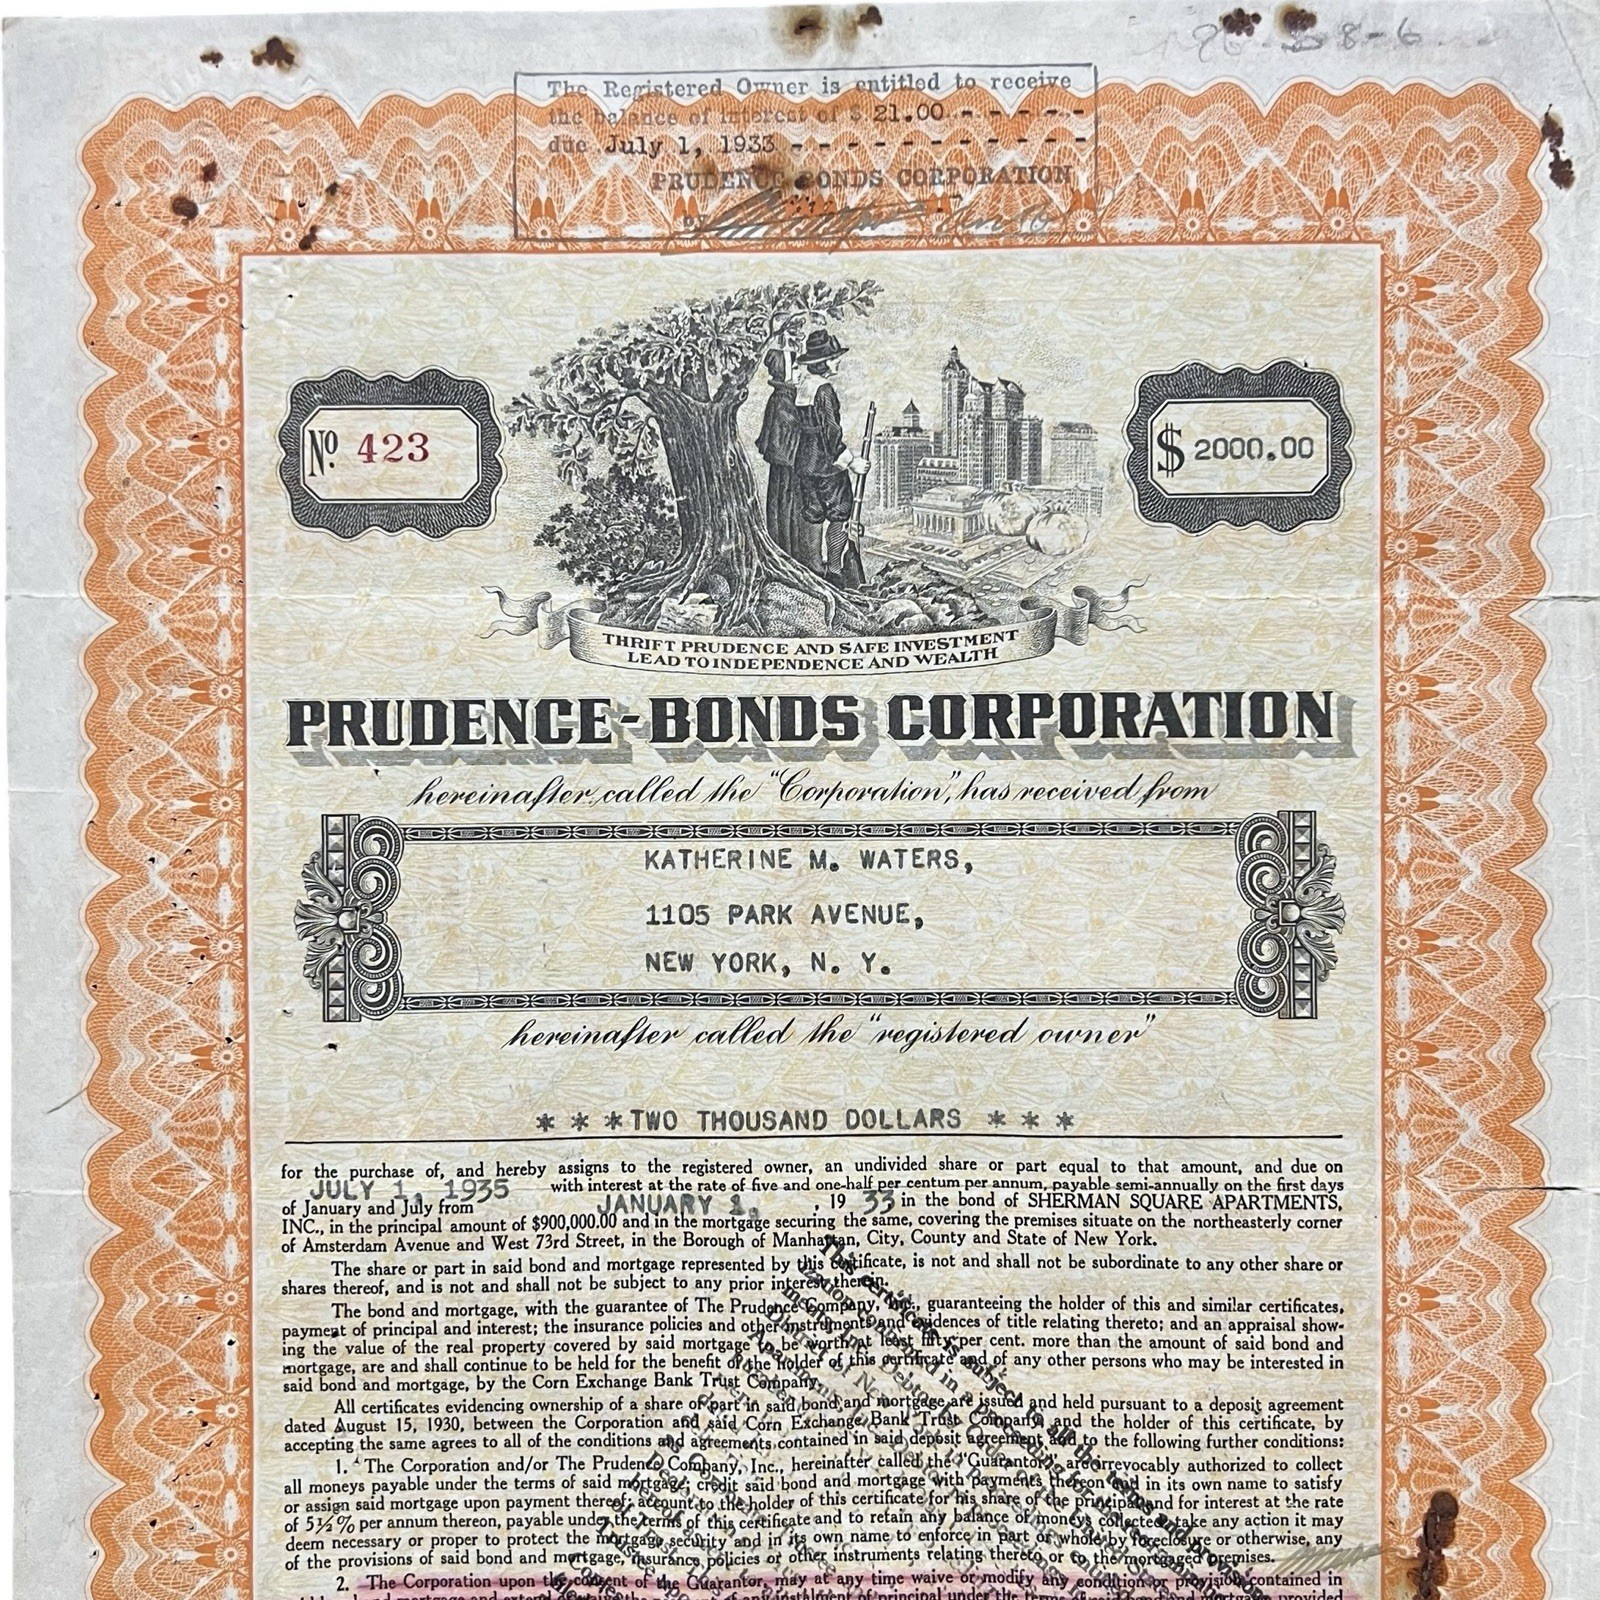 86-58-6
The Registered Owner is entitled to receive
the balance of interest of $ 21.00 - - - - -
due July 1, 1933 - - - - - - - - - - -
PRUDENCE BONDS CORPORATION
by
No. 423
$ 2000.00
BOND
THRIFT PRUDENCE AND SAFE INVESTMENT
LEAD TO INDEPENDENCE AND WEALTH
PRUDENCE-BONDS CORPORATION
hereinafter called the "Corporation", has received from
KATHERINE M. WATERS,
1105 PARK AVENUE,
NEW YORK, N. Y.
hereinafter called the "registered owner"
* * *TWO THOUSAND DOLLARS * * *
for the purchase of, and hereby assigns to the registered owner, an undivided share or part equal to that amount, and due on
JULY 1, 1935 with interest at the rate of five and one-half per centum per annum, payable semi-annually on the first days
of January and July from JANUARY 1, , 19 33 in the bond of SHERMAN SQUARE APARTMENTS,
INC., in the principal amount of $900,000.00 and in the mortgage securing the same, covering the premises situate on the northeasterly corner
of Amsterdam Avenue and West 73rd Street, in the Borough of Manhattan, City, County and State of New York.
The share or part in said bond and mortgage represented by this certificate, is not and shall not be subordinate to any other share or
shares thereof, and is not and shall not be subject to any prior interest therein.
The bond and mortgage, with the guarantee of The Prudence Company, Inc., guaranteeing the holder of this and similar certificates,
payment of principal and interest; the insurance policies and other instruments and evidences of title relating thereto; and an appraisal show-
ing the value of the real property covered by said mortgage to be worth at least fifty per cent. more than the amount of said bond and
mortgage, are and shall continue to be held for the benefit of the holder of this certificate and of any other persons who may be interested in
said bond and mortgage, by the Corn Exchange Bank Trust Company.
All certificates evidencing ownership of a share or part in said bond and mortgage are issued and held pursuant to a deposit agreement
dated August 15, 1930, between the Corporation and said Corn Exchange Bank Trust Company and the holder of this certificate, by
accepting the same agrees to all of the conditions and agreements contained in said deposit agreement and to the following further conditions:
1. The Corporation and/or The Prudence Company, Inc., hereinafter called the "Guarantor," are irrevocably authorized to collect
all moneys payable under the terms of said mortgage; credit said bond and mortgage with payments thereon and in its own name to satisfy
or assign said mortgage upon payment thereof; account to the holder of this certificate for his share of the principal and for interest at the rate
of 5½% per annum thereon, payable under the terms of this certificate and to retain any balance of moneys collected; take any action it may
deem necessary or proper to protect the mortgage security and in its own name to enforce in part or whole by foreclosure or otherwise, any
of the provisions of said bond and mortgage, insurance policies or other instruments relating thereto, or to the mortgaged premises.
2. The Corporation upon the consent of the Guarantor, may at any time waive or modify any condition or provision contained in
This certificate is subject to all the terms and provisions